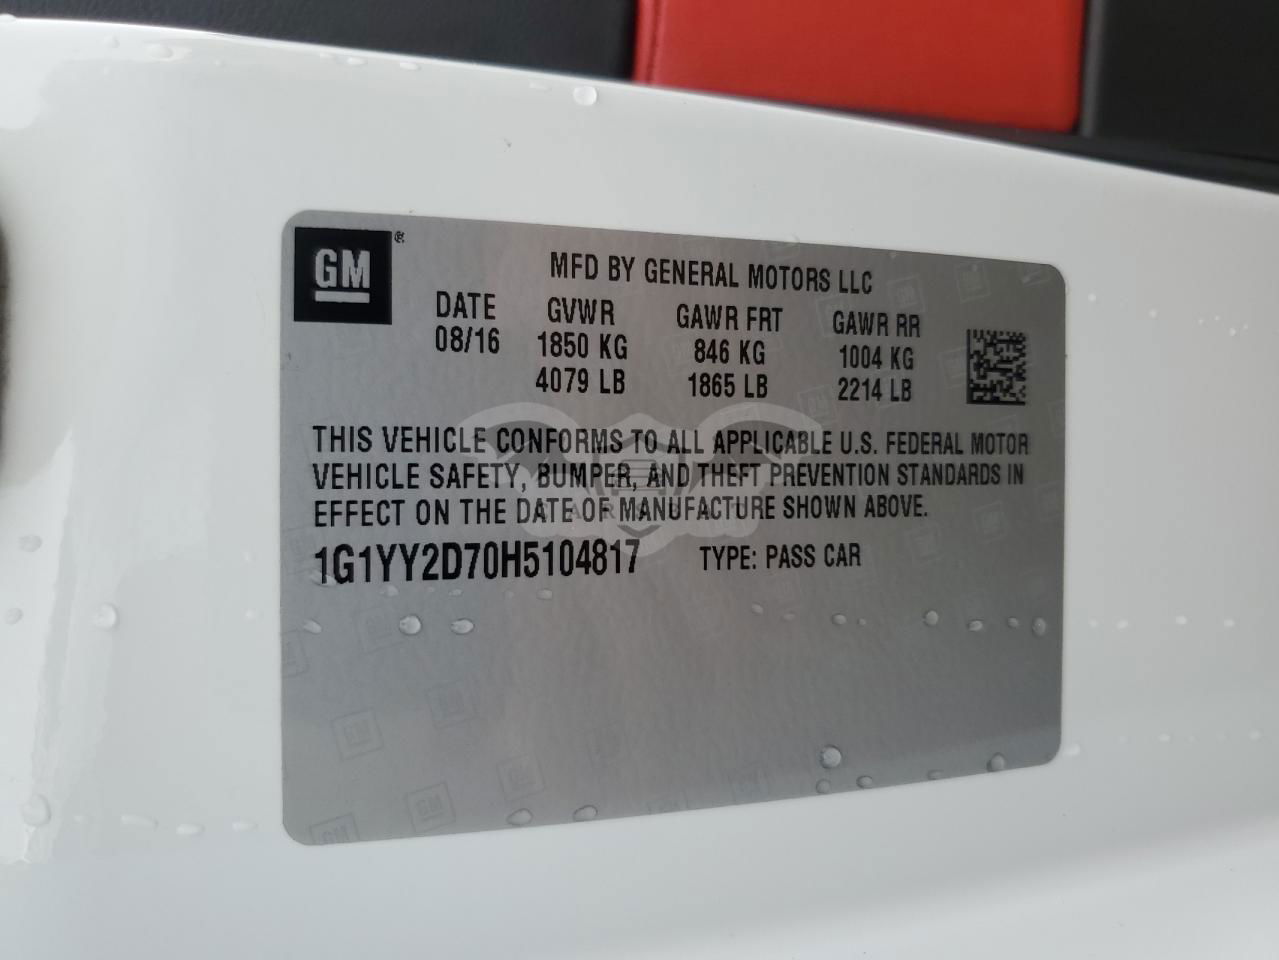 GM
MFD BY GENERAL MOTORS LLC
DATE GVWR GAWR FRT GAWR RR
08/16 1850 KG 846 KG 1004 KG
4079 LB 1865 LB 2214 LB
THIS VEHICLE CONFORMS TO ALL APPLICABLE U.S. FEDERAL MOTOR
VEHICLE SAFETY, BUMPER, AND THEFT PREVENTION STANDARDS IN
EFFECT ON THE DATE OF MANUFACTURE SHOWN ABOVE.
1G1YY2D70H5104817 TYPE: PASS CAR